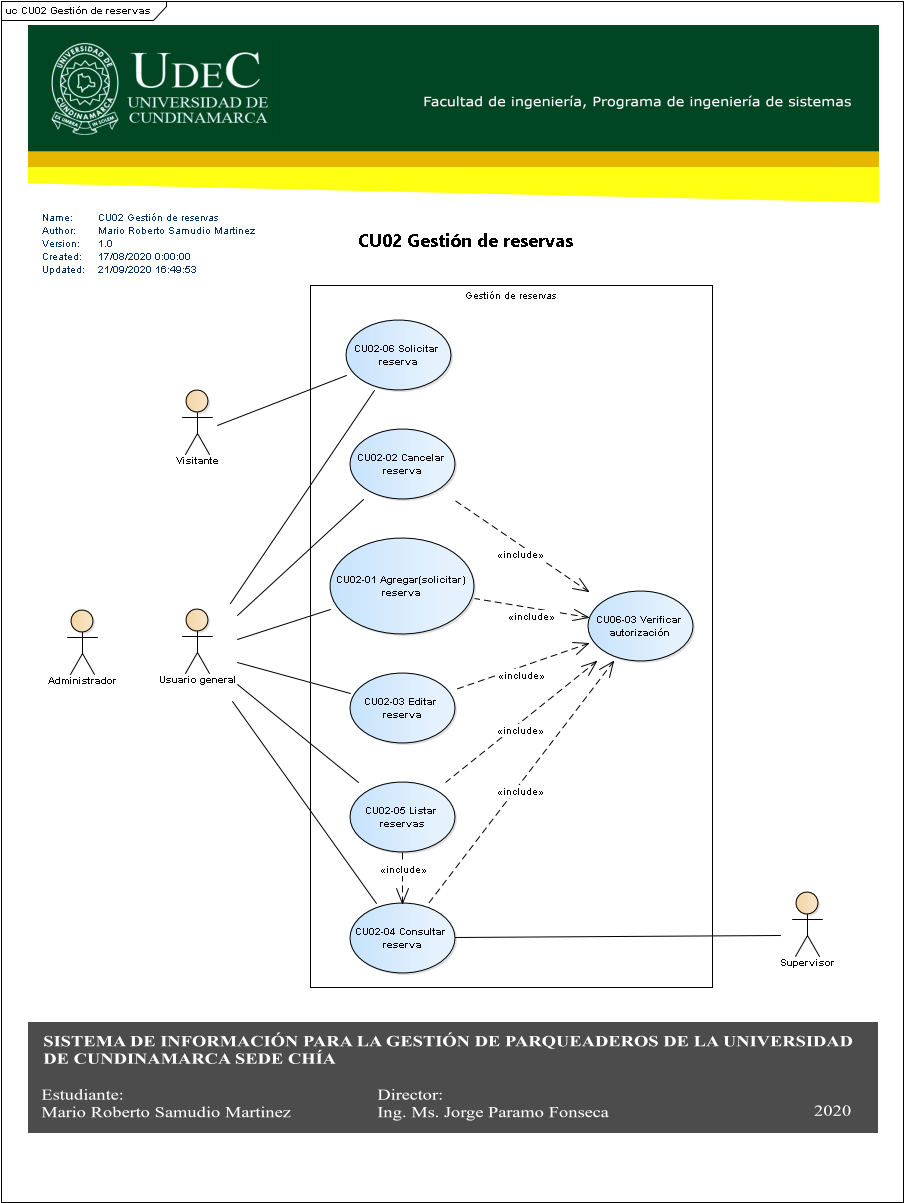 uc CU02 Gestión de reservas
UNIVERSIDAD DE CUNDINAMARCA
UDEC
UNIVERSIDAD DE
CUNDINAMARCA
Facultad de ingeniería, Programa de ingeniería de sistemas
Name: CU02 Gestión de reservas
Author: Mario Roberto Samudio Martinez
Version: 1.0
Created: 17/08/2020 0:00:00
Updated: 21/09/2020 16:49:53
CU02 Gestión de reservas
Gestión de reservas
CU02-06 Solicitar
reserva
Visitante
CU02-02 Cancelar
reserva
«include»
CU02-01 Agregar(solicitar)
reserva
«include»
CU06-03 Verificar
autorización
Administrador
Usuario general
«include»
CU02-03 Editar
reserva
«include»
«include»
CU02-05 Listar
reservas
«include»
CU02-04 Consultar
reserva
Supervisor
SISTEMA DE INFORMACIÓN PARA LA GESTIÓN DE PARQUEADEROS DE LA UNIVERSIDAD
DE CUNDINAMARCA SEDE CHÍA
Estudiante:
Mario Roberto Samudio Martinez
Director:
Ing. Ms. Jorge Paramo Fonseca
2020